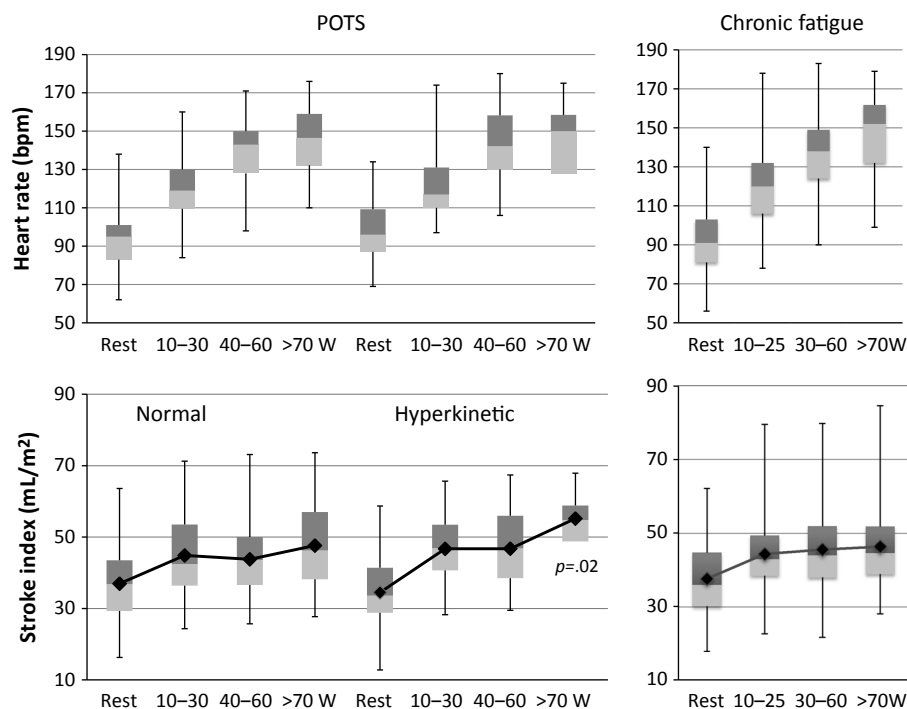 POTS
Chronic fatigue
Heart rate (bpm)
190
170
150
130
110
90
70
50
Rest 10–30 40–60 >70 W Rest 10–30 40–60 >70 W
190
170
150
130
110
90
70
50
Rest 10–25 30–60 >70W
Stroke index (mL/m²)
90
70
50
30
10
Normal
Hyperkinetic
p=.02
Rest 10–30 40–60 >70 W Rest 10–30 40–60 >70 W
90
70
50
30
10
Rest 10–25 30–60 >70W